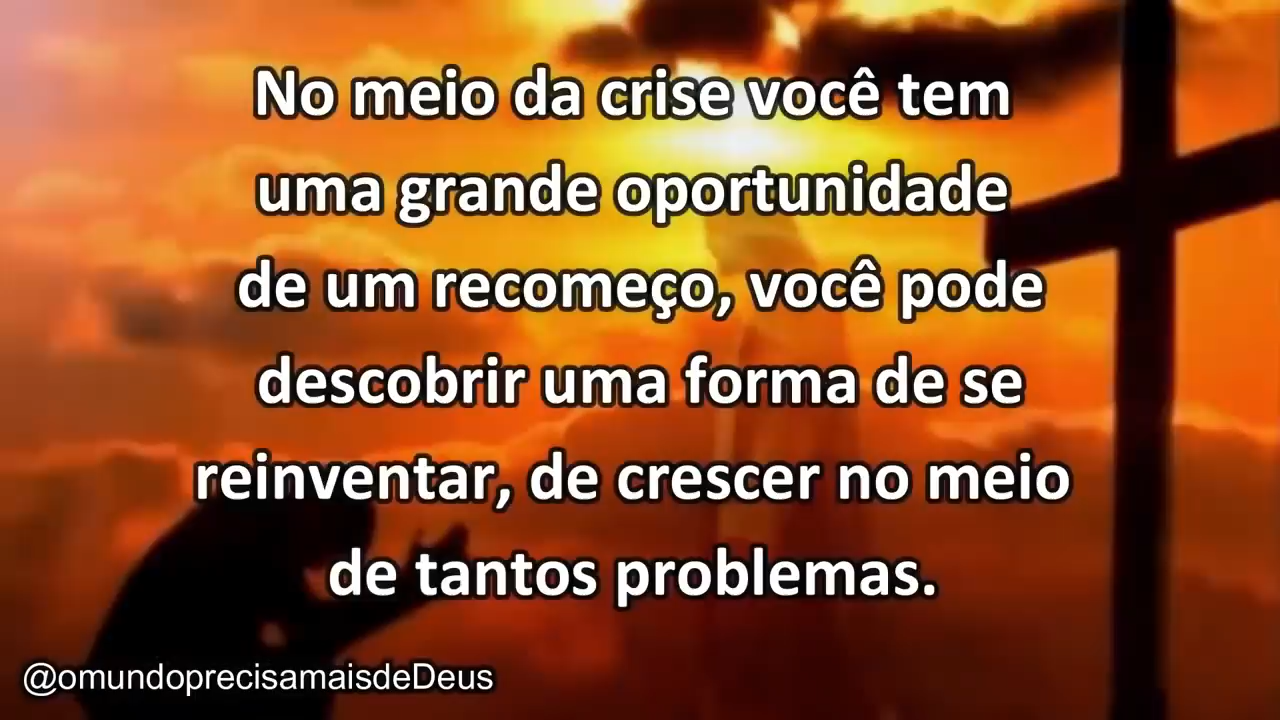 No meio da crise você tem
uma grande oportunidade
de um recomeço, você pode
descobrir uma forma de se
reinventar, de crescer no meio
de tantos problemas.
@omundoprecisamaisdeDeus